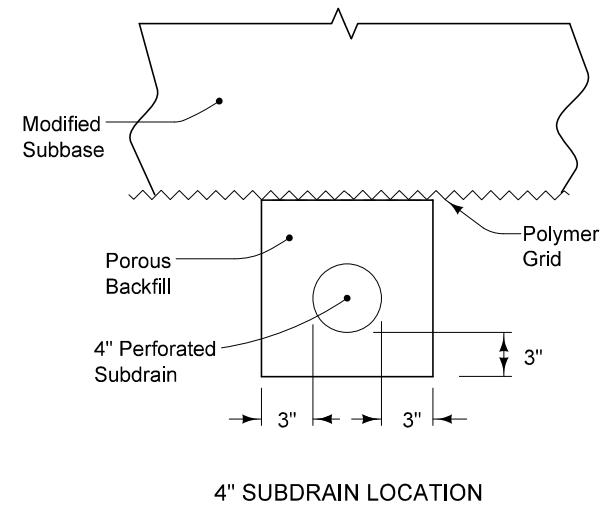 Modified
Subbase
Polymer
Grid
Porous
Backfill
4" Perforated
Subdrain
3"
3"
3"
4" SUBDRAIN LOCATION